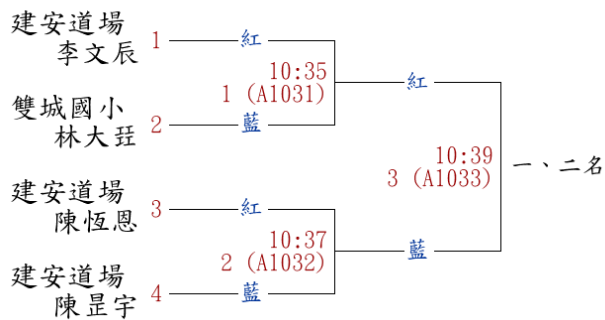 建安道場
李文辰 1 紅
10:35
1 (A1031)
紅
雙城國小
林大珏 2 藍
10:39
3 (A1033)
一、二名
建安道場
陳恆恩 3 紅
10:37
2 (A1032)
藍
建安道場
陳昰宇 4 藍